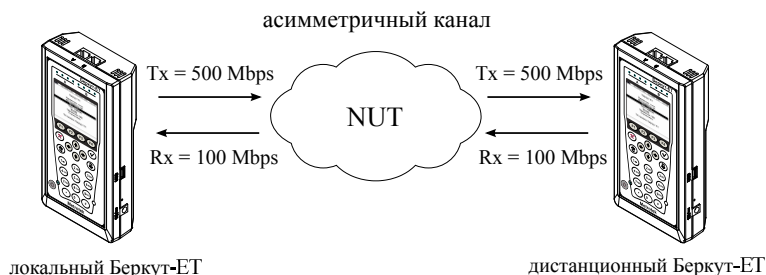 асимметричный канал
Tx = 500 Mbps
Tx = 500 Mbps
NUT
Rx = 100 Mbps
Rx = 100 Mbps
локальный Беркут-ET
дистанционный Беркут-ET